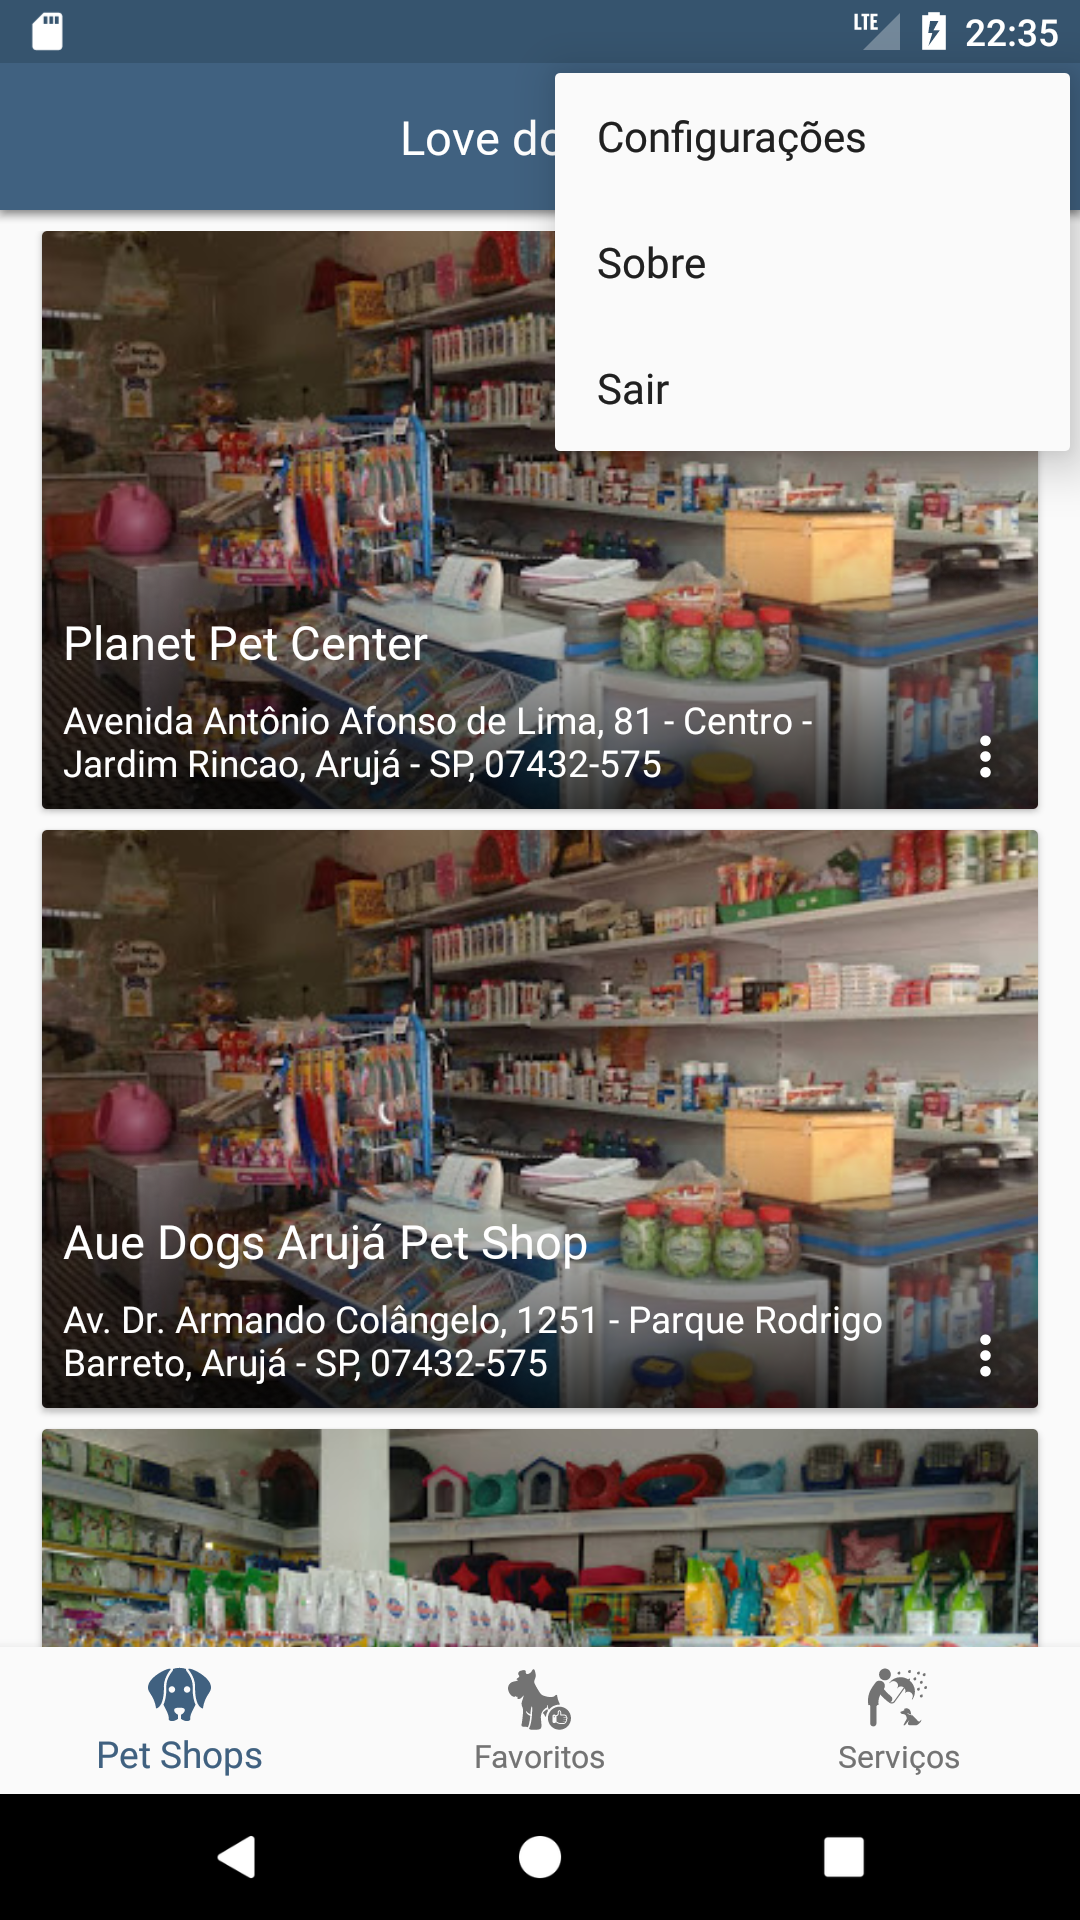 LTE
22:35
Love do
Configurações
Sobre
Sair
Planet Pet Center
Avenida Antônio Afonso de Lima, 81 - Centro -
Jardim Rincao, Arujá - SP, 07432-575
Aue Dogs Arujá Pet Shop
Av. Dr. Armando Colângelo, 1251 - Parque Rodrigo
Barreto, Arujá - SP, 07432-575
Pet Shops
Favoritos
Serviços